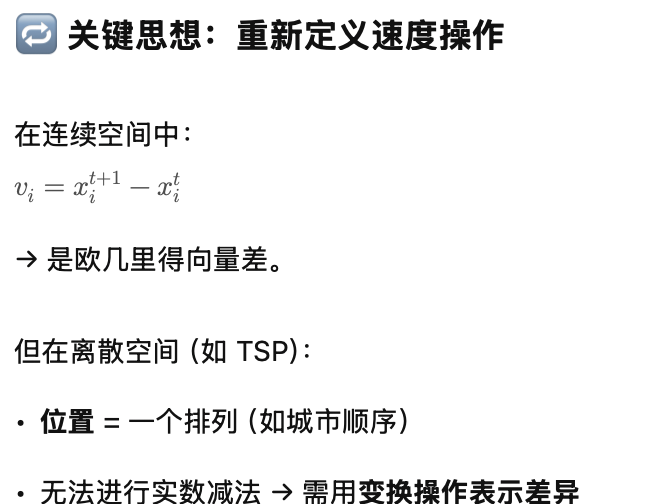 🔁 关键思想：重新定义速度操作
在连续空间中：
$v_i = x_i^{t+1} - x_i^t$
→ 是欧几里得向量差。
但在离散空间（如 TSP）：
• 位置 = 一个排列（如城市顺序）
• 无法进行实数减法 → 需用变换操作表示差异